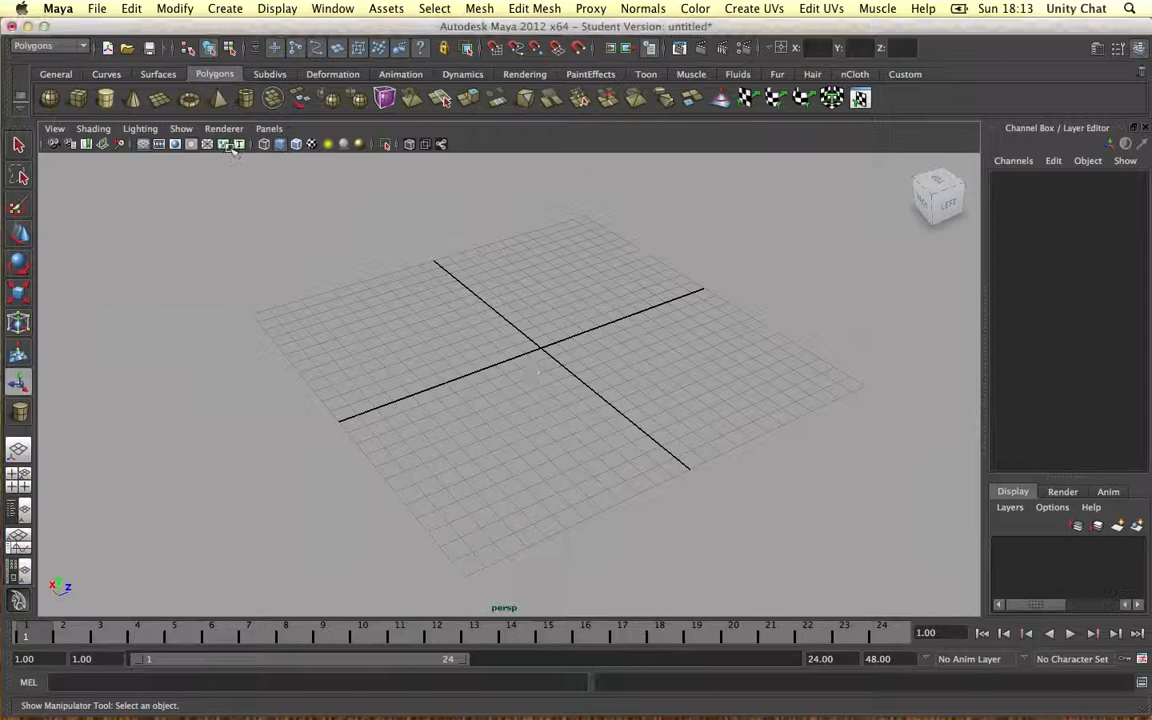 Maya File Edit Modify Create Display Window Assets Select Mesh Edit Mesh Proxy Normals Color Create UVs Edit UVs Muscle Help Sun 18:13 Unity Chat
Autodesk Maya 2012 x64 - Student Version: untitled*
Polygons X: Y: Z:
General Curves Surfaces Polygons Subdivs Deformation Animation Dynamics Rendering PaintEffects Toon Muscle Fluids Fur Hair nCloth Custom
View Shading Lighting Show Renderer Panels
Channel Box / Layer Editor
Channels Edit Object Show
LEFT
Display Render Anim
Layers Options Help
X Z
persp
1 2 3 4 5 6 7 8 9 10 11 12 13 14 15 16 17 18 19 20 21 22 23 24
1 1.00
1.00 1.00 1 24 24.00 48.00 No Anim Layer No Character Set
MEL
Show Manipulator Tool: Select an object.